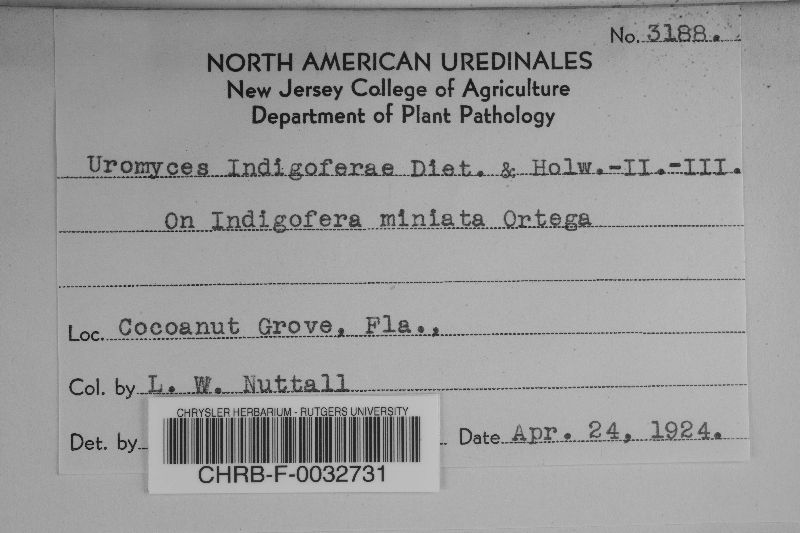 No. 3188.
NORTH AMERICAN UREDINALES
New Jersey College of Agriculture
Department of Plant Pathology
Uromyces Indigoferae Diet. & Holw.-II.-III.
On Indigofera miniata Ortega
Loc. Cocoanut Grove, Fla.,
Col. by L. W. Nuttall
Det. by
Date Apr. 24, 1924.
CHRYSLER HERBARIUM - RUTGERS UNIVERSITY
CHRB-F-0032731